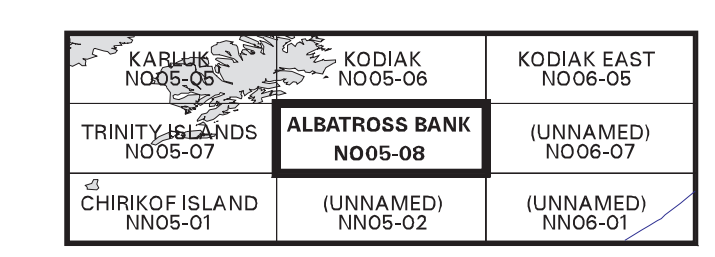 KARLUK
NO05-05
KODIAK
NO05-06
KODIAK EAST
NO06-05
TRINITY ISLANDS
NO05-07
ALBATROSS BANK
NO05-08
(UNNAMED)
NO06-07
CHIRIKOF ISLAND
NN05-01
(UNNAMED)
NN05-02
(UNNAMED)
NN06-01